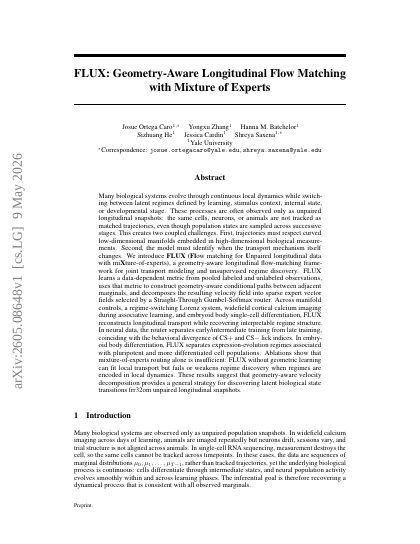 FLUX: Geometry-Aware Longitudinal Flow Matching
with Mixture of Experts
Josue Ortega Caro¹,* Yongxu Zhang¹ Hanna M. Batchelor¹
Sizhuang He¹ Jessica Cardin¹ Shreya Saxena¹,*
¹Yale University
*Correspondence: josue.ortegacaro@yale.edu, shreya.saxena@yale.edu
Abstract
Many biological systems evolve through continuous local dynamics while switch-
ing between latent regimes defined by learning, stimulus context, internal state,
or developmental stage. These processes are often observed only as unpaired
longitudinal snapshots: the same cells, neurons, or animals are not tracked as
matched trajectories, even though population states are sampled across successive
stages. This creates two coupled challenges. First, trajectories must respect curved
low-dimensional manifolds embedded in high-dimensional biological measure-
ments. Second, the model must identify when the transport mechanism itself
changes. We introduce FLUX (Flow matching for Unpaired longitudinal data
with miXture-of-experts), a geometry-aware longitudinal flow-matching frame-
work for joint transport modeling and unsupervised regime discovery. FLUX
learns a data-dependent metric from pooled labeled and unlabeled observations,
uses that metric to construct geometry-aware conditional paths between adjacent
marginals, and decomposes the resulting velocity field into sparse expert vector
fields selected by a Straight-Through Gumbel-Softmax router. Across manifold
controls, a regime-switching Lorenz system, widefield cortical calcium imaging
during associative learning, and embryoid body single-cell differentiation, FLUX
reconstructs longitudinal transport while recovering interpretable regime structure.
In neural data, the router separates early/intermediate training from late training,
coinciding with the behavioral divergence of CS+ and CS− lick indices. In embry-
oid body differentiation, FLUX separates expression-evolution regimes associated
with pluripotent and more differentiated cell populations. Ablations show that
mixture-of-experts routing alone is insufficient: FLUX without geometric learning
can fit local transport but fails or weakens regime discovery when regimes are
encoded in local dynamics. These results suggest that geometry-aware velocity
decomposition provides a general strategy for discovering latent biological state
transitions frr32om unpaired longitudinal snapshots.
1 Introduction
Many biological systems are observed only as unpaired population snapshots. In widefield calcium
imaging across days of learning, animals are imaged repeatedly but neurons drift, sessions vary, and
trial structure is not aligned across animals. In single-cell RNA sequencing, measurement destroys the
cell, so the same cells cannot be tracked across timepoints. In these cases, the data are sequences of
marginal distributions μ₀, μ₁, . . . , μT−1, rather than tracked trajectories, yet the underlying biological
process is continuous: cells differentiate through intermediate states, and neural population activity
evolves smoothly within and across learning phases. The inferential goal is therefore recovering a
dynamical process that is consistent with all observed marginals.
Preprint.
arXiv:2605.08648v1 [cs.LG] 9 May 2026